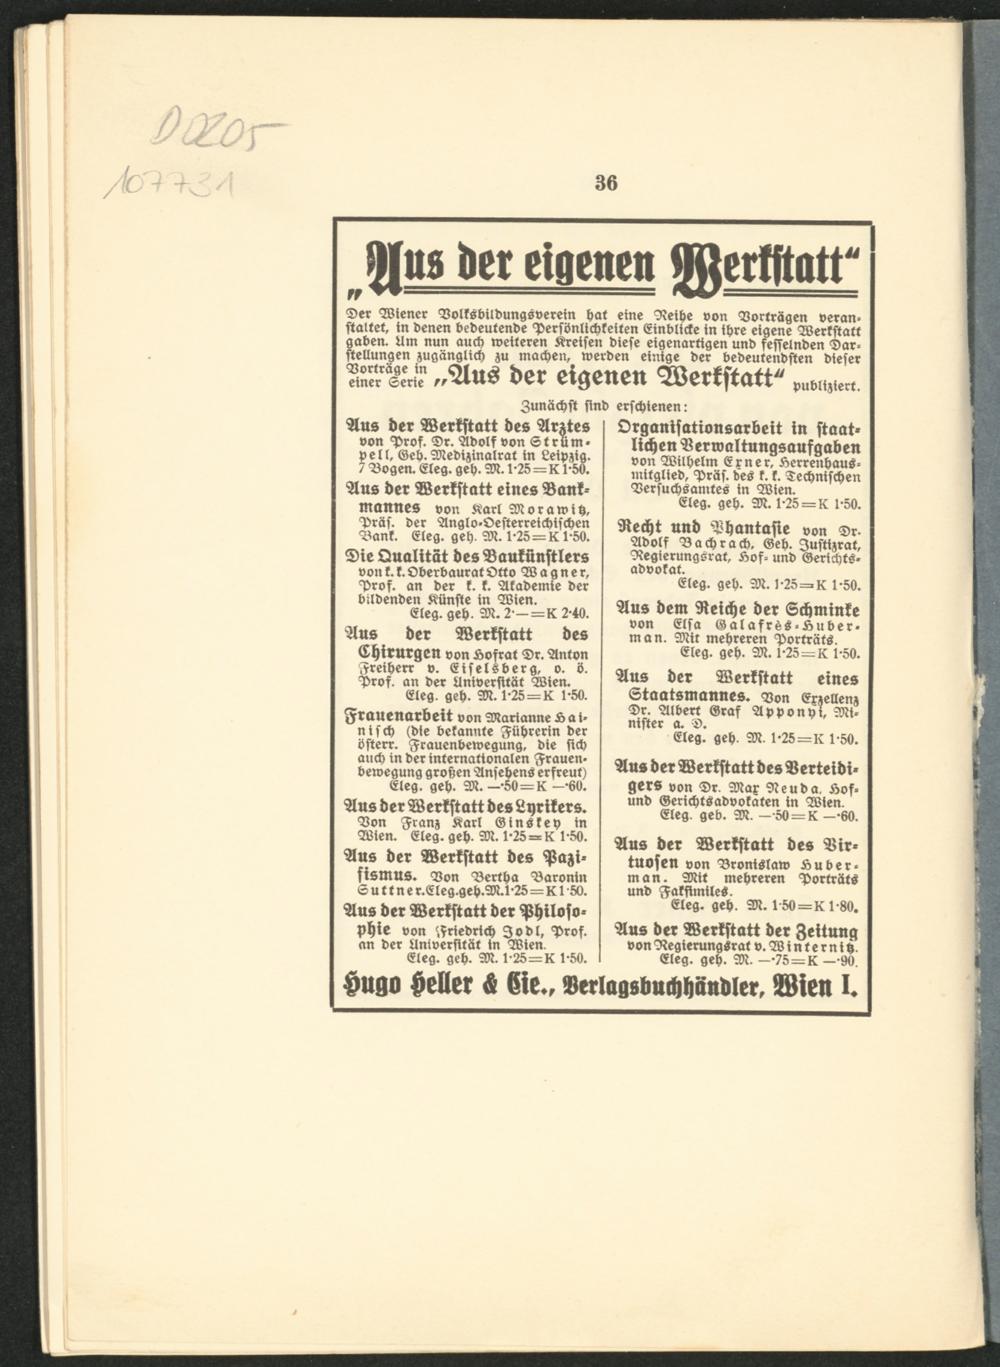 D0205
107731
36
„Aus der eigenen Werkstatt“
Der Wiener Volksbildungsverein hat eine Reihe von Vorträgen veran-
staltet, in denen bedeutende Persönlichkeiten Einblicke in ihre eigene Werkstatt
gaben. Um nun auch weiteren Kreisen diese eigenartigen und fesselnden Dar-
stellungen zugänglich zu machen, werden einige der bedeutendsten dieser
Vorträge in
einer Serie „Aus der eigenen Werkstatt“ publiziert.
Zunächst sind erschienen:
Aus der Werkstatt des Arztes
von Prof. Dr. Adolf von Strüm-
pell, Geh. Medizinalrat in Leipzig.
7 Bogen. Eleg. geh. M. 1·25=K 1·50.
Aus der Werkstatt eines Bank-
mannes von Karl Morawitz,
Präs. der Anglo-Oesterreichischen
Bank. Eleg. geh. M. 1·25=K 1·50.
Die Qualität des Baukünstlers
von k. k. Oberbaurat Otto Wagner,
Prof. an der k. k. Akademie der
bildenden Künste in Wien.
Eleg. geh. M. 2·—=K 2·40.
Aus der Werkstatt des
Chirurgen von Hofrat Dr. Anton
Freiherr v. Eiselsberg, o. ö.
Prof. an der Universität Wien.
Eleg. geh. M. 1·25=K 1·50.
Frauenarbeit von Marianne Hai-
nisch (die bekannte Führerin der
österr. Frauenbewegung, die sich
auch in der internationalen Frauen-
bewegung großen Ansehens erfreut)
Eleg. geh. M. —·50=K —·60.
Aus der Werkstatt des Lyrikers.
Von Franz Karl Ginskey in
Wien. Eleg. geh. M. 1·25=K 1·50.
Aus der Werkstatt des Pazi-
fismus. Von Bertha Baronin
Suttner. Eleg. geh. M. 1·25=K 1·50.
Aus der Werkstatt der Philoso-
phie von Friedrich Jodl, Prof.
an der Universität in Wien.
Eleg. geh. M. 1·25=K 1·50.
Organisationsarbeit in staat-
lichen Verwaltungsaufgaben
von Wilhelm Exner, Herrenhaus-
mitglied, Präs. des k. k. Technischen
Versuchsamtes in Wien.
Eleg. geh. M. 1·25=K 1·50.
Recht und Phantasie von Dr.
Adolf Bachrach, Geh. Justizrat,
Regierungsrat, Hof- und Gerichts-
advokat.
Eleg. geh. M. 1·25=K 1·50.
Aus dem Reiche der Schminke
von Elsa Galafrès-Huber-
man. Mit mehreren Porträts.
Eleg. geh. M. 1·25=K 1·50.
Aus der Werkstatt eines
Staatsmannes. Von Exzellenz
Dr. Albert Graf Apponyi, Mi-
nister a. D.
Eleg. geh. M. 1·25=K 1·50.
Aus der Werkstatt des Verteidi-
gers von Dr. Max Neuda, Hof-
und Gerichtsadvokaten in Wien.
Eleg. geb. M. —·50=K —·60.
Aus der Werkstatt des Vir-
tuosen von Bronislaw Huber-
man. Mit mehreren Porträts
und Faksimiles.
Eleg. geh. M. 1·50=K 1·80.
Aus der Werkstatt der Zeitung
von Regierungsrat v. Winternitz.
Eleg. geh. M. —·75=K —·90.
Hugo Heller & Cie., Verlagsbuchhändler, Wien I.